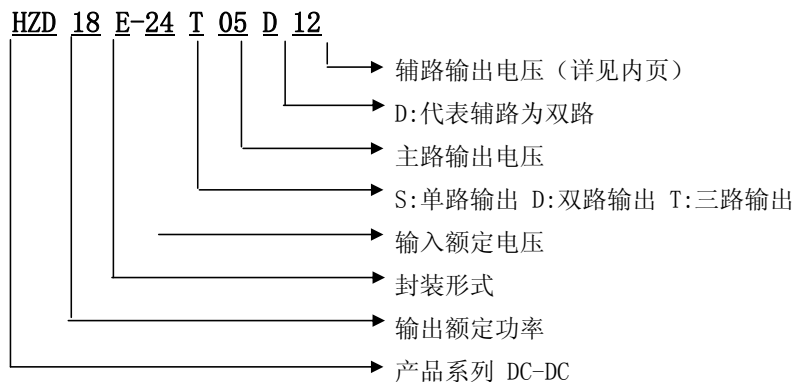 HZD 18 E-24 T 05 D 12
辅路输出电压（详见内页）
D:代表辅路为双路
主路输出电压
S:单路输出 D:双路输出 T:三路输出
输入额定电压
封装形式
输出额定功率
产品系列 DC-DC